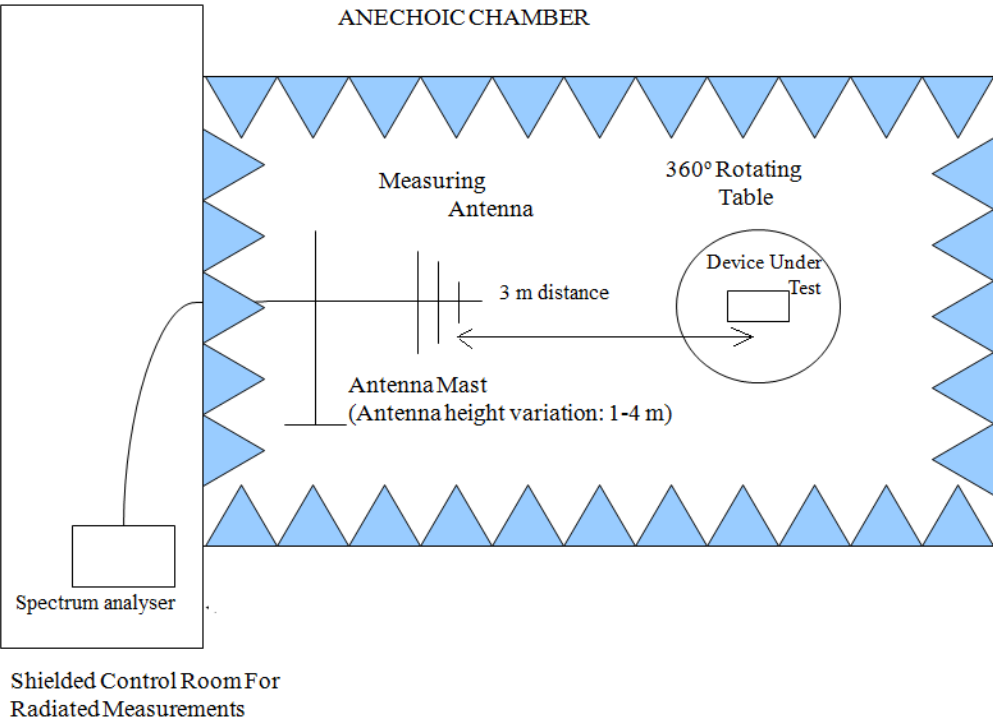 ANECHOIC CHAMBER
360º Rotating
Table
Measuring
Antenna
Device Under
Test
3 m distance
Antenna Mast
(Antenna height variation: 1-4 m)
Spectrum analyser
Shielded Control Room For
Radiated Measurements